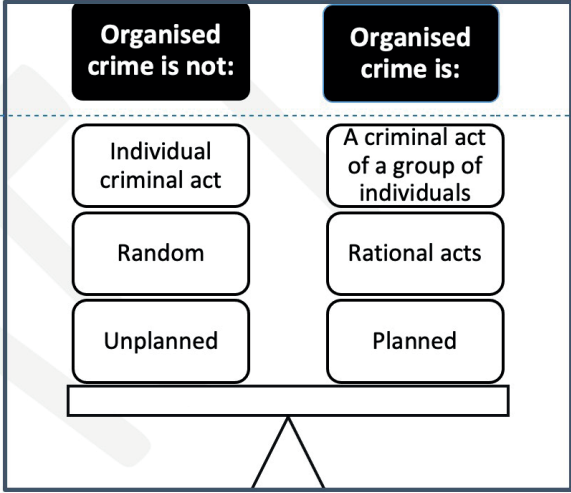 Organised
crime is not:
Organised
crime is:
Individual
criminal act
A criminal act
of a group of
individuals
Random
Rational acts
Unplanned
Planned